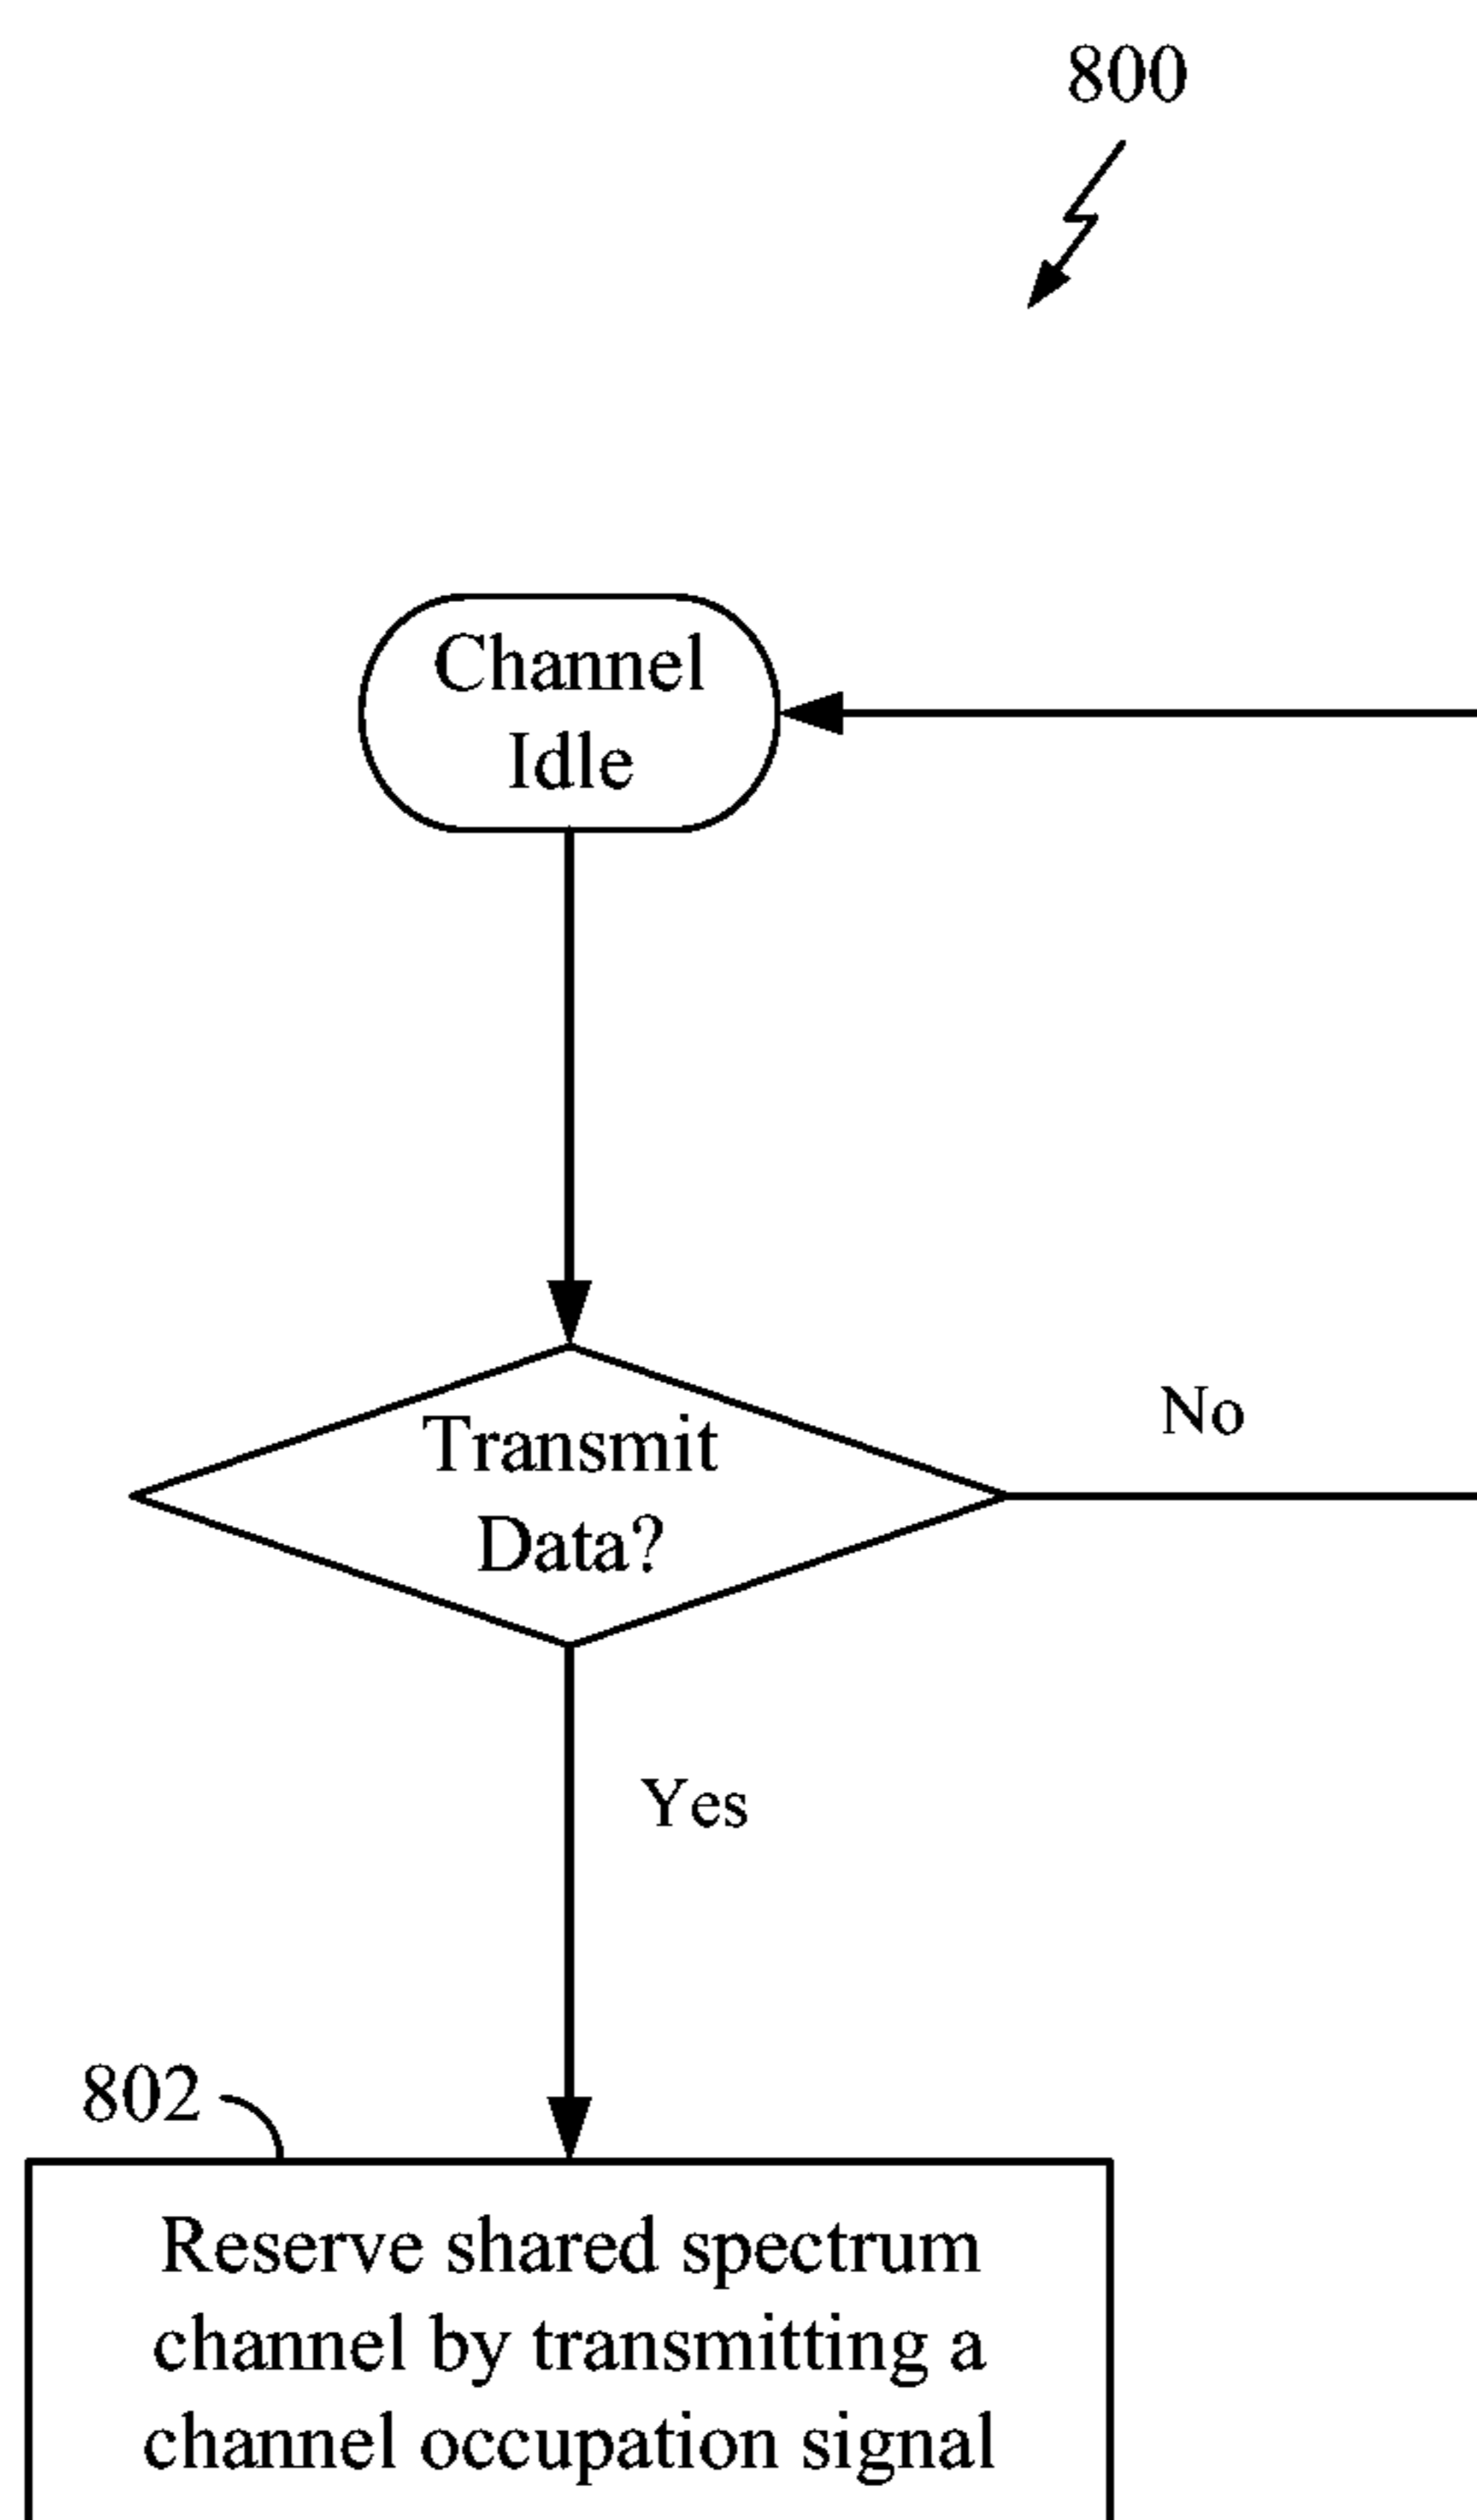 800
Channel
Idle
Transmit
Data?
No
Yes
802
Reserve shared spectrum
channel by transmitting a
channel occupation signal